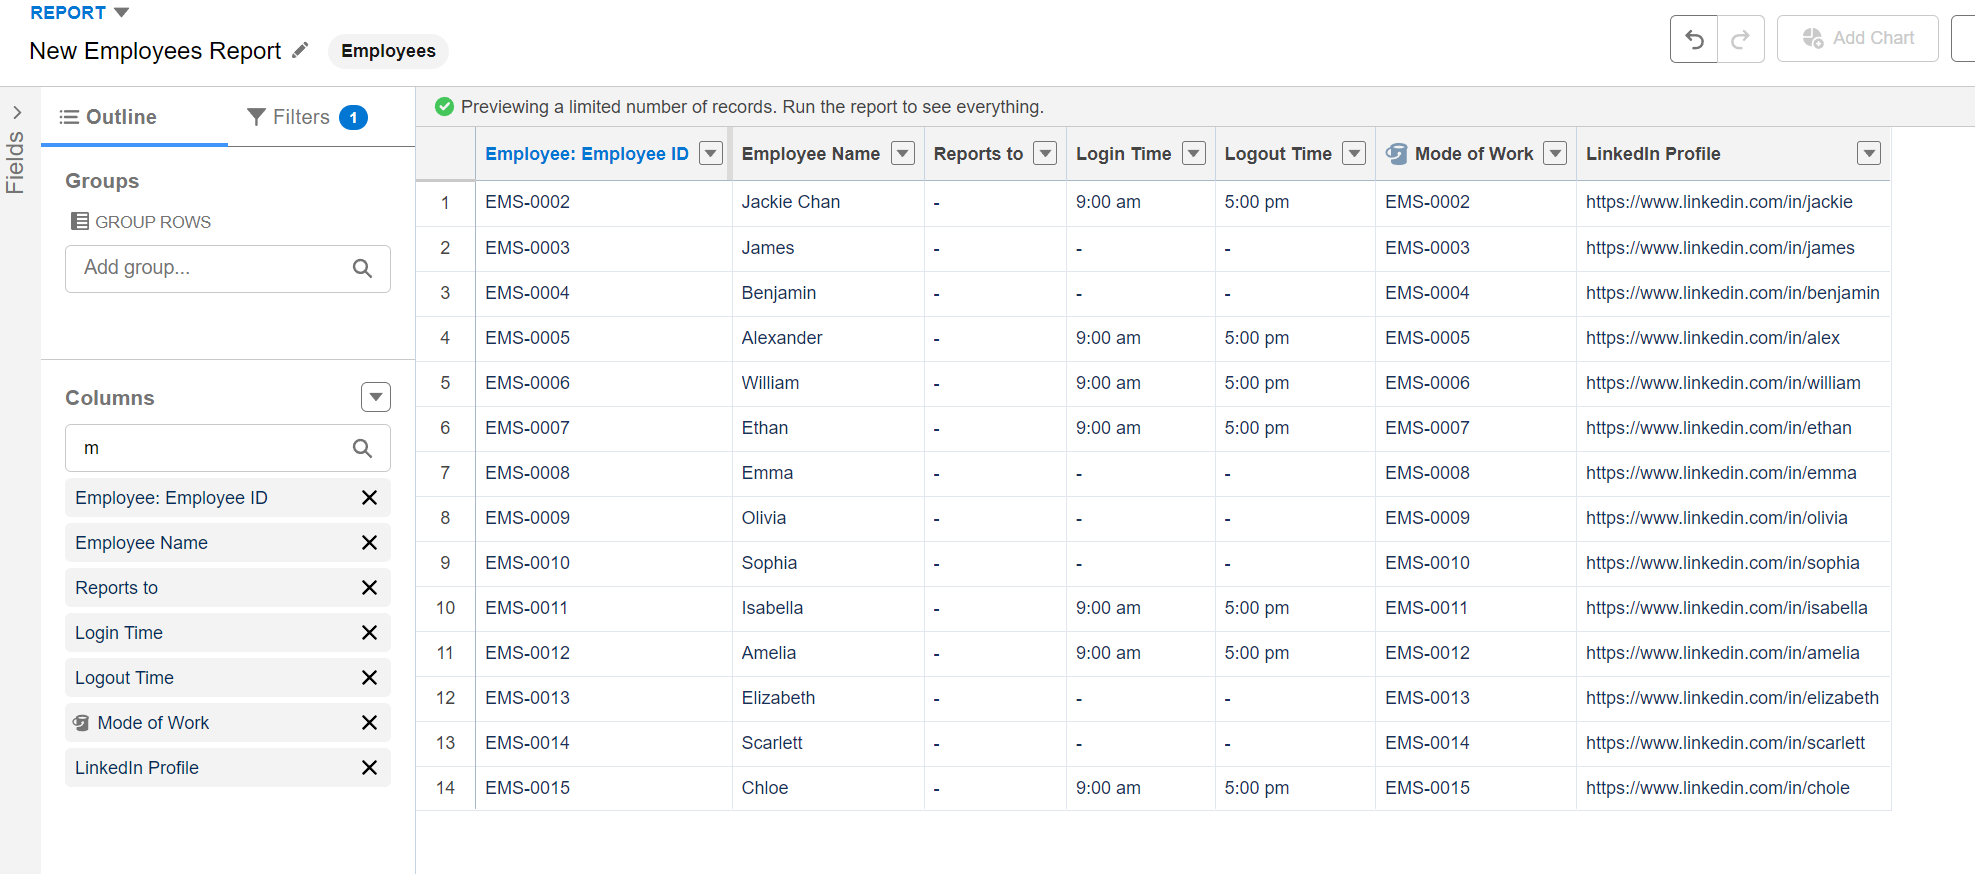 REPORT
New Employees Report Employees
Add Chart
Fields
Outline Filters 1
Groups
GROUP ROWS
Add group...
Columns
m
Employee: Employee ID
Employee Name
Reports to
Login Time
Logout Time
Mode of Work
LinkedIn Profile
Previewing a limited number of records. Run the report to see everything.
Employee: Employee ID Employee Name Reports to Login Time Logout Time Mode of Work LinkedIn Profile
1 EMS-0002 Jackie Chan - 9:00 am 5:00 pm EMS-0002 https://www.linkedin.com/in/jackie
2 EMS-0003 James - - - EMS-0003 https://www.linkedin.com/in/james
3 EMS-0004 Benjamin - - - EMS-0004 https://www.linkedin.com/in/benjamin
4 EMS-0005 Alexander - 9:00 am 5:00 pm EMS-0005 https://www.linkedin.com/in/alex
5 EMS-0006 William - 9:00 am 5:00 pm EMS-0006 https://www.linkedin.com/in/william
6 EMS-0007 Ethan - 9:00 am 5:00 pm EMS-0007 https://www.linkedin.com/in/ethan
7 EMS-0008 Emma - - - EMS-0008 https://www.linkedin.com/in/emma
8 EMS-0009 Olivia - - - EMS-0009 https://www.linkedin.com/in/olivia
9 EMS-0010 Sophia - - - EMS-0010 https://www.linkedin.com/in/sophia
10 EMS-0011 Isabella - 9:00 am 5:00 pm EMS-0011 https://www.linkedin.com/in/isabella
11 EMS-0012 Amelia - 9:00 am 5:00 pm EMS-0012 https://www.linkedin.com/in/amelia
12 EMS-0013 Elizabeth - - - EMS-0013 https://www.linkedin.com/in/elizabeth
13 EMS-0014 Scarlett - - - EMS-0014 https://www.linkedin.com/in/scarlett
14 EMS-0015 Chloe - 9:00 am 5:00 pm EMS-0015 https://www.linkedin.com/in/chole